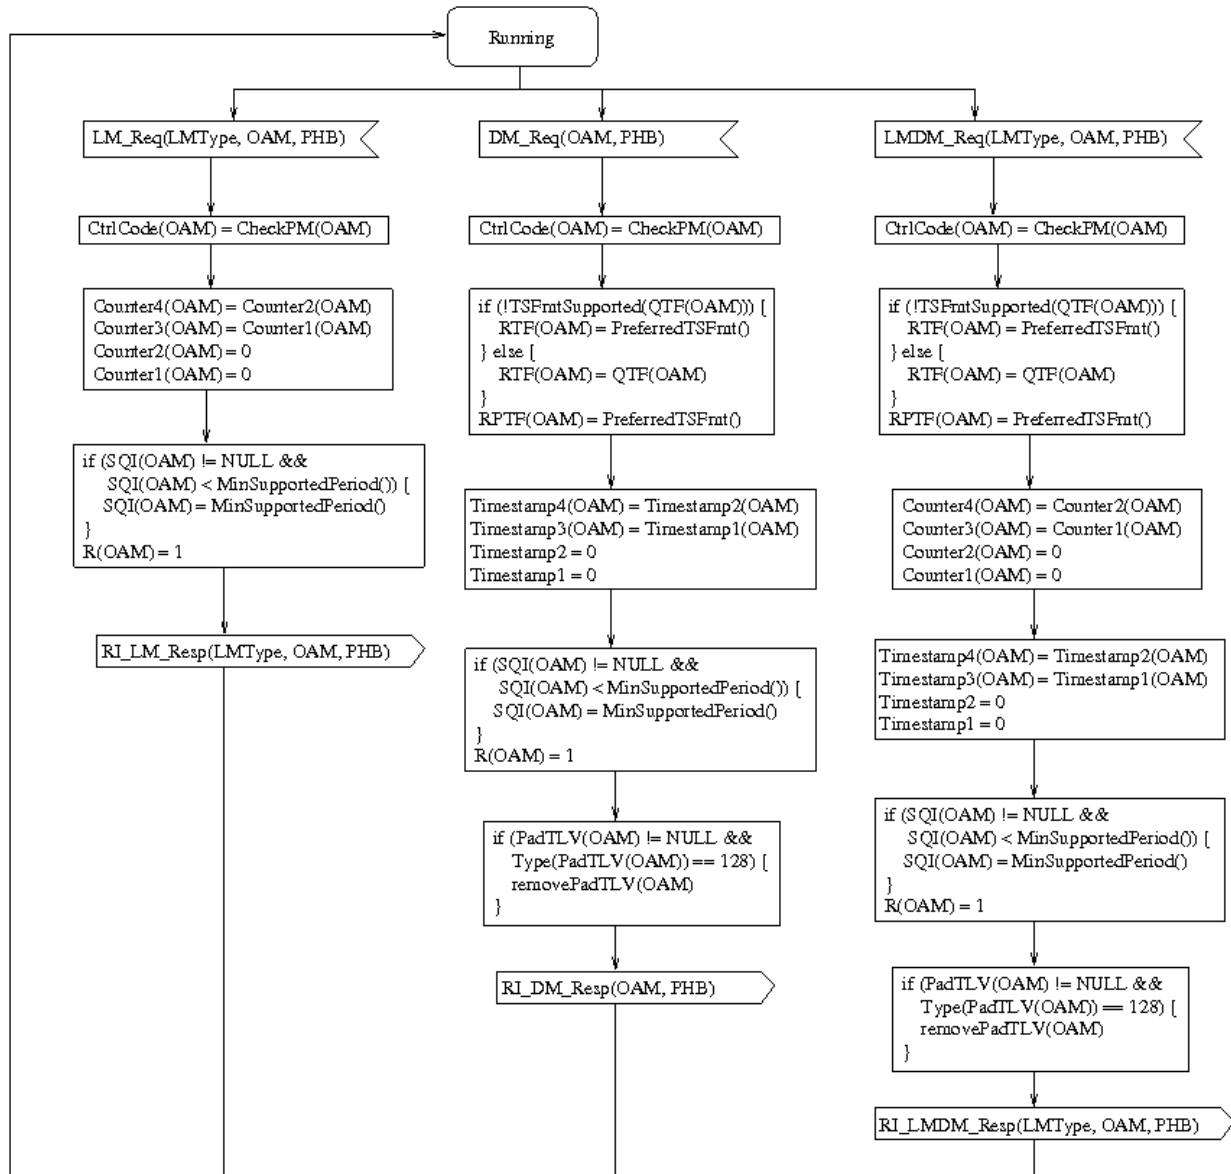 Running
LM_Req(LMType, OAM, PHB)
CtrlCode(OAM) = CheckPM(OAM)
Counter4(OAM) = Counter2(OAM)
Counter3(OAM) = Counter1(OAM)
Counter2(OAM) = 0
Counter1(OAM) = 0
if (SQI(OAM) != NULL &&
SQI(OAM) < MinSupportedPeriod()) {
SQI(OAM) = MinSupportedPeriod()
}
R(OAM) = 1
RI_LM_Resp(LMType, OAM, PHB)
DM_Req(OAM, PHB)
CtrlCode(OAM) = CheckPM(OAM)
if (!TSFmtSupported(QTF(OAM))) {
RTF(OAM) = PreferredTSFmt()
} else {
RTF(OAM) = QTF(OAM)
}
RPTF(OAM) = PreferredTSFmt()
Timestamp4(OAM) = Timestamp2(OAM)
Timestamp3(OAM) = Timestamp1(OAM)
Timestamp2 = 0
Timestamp1 = 0
if (SQI(OAM) != NULL &&
SQI(OAM) < MinSupportedPeriod()) {
SQI(OAM) = MinSupportedPeriod()
}
R(OAM) = 1
if (PadTLV(OAM) != NULL &&
Type(PadTLV(OAM)) == 128) {
removePadTLV(OAM)
}
RI_DM_Resp(OAM, PHB)
LMDM_Req(LMType, OAM, PHB)
CtrlCode(OAM) = CheckPM(OAM)
if (!TSFmtSupported(QTF(OAM))) {
RTF(OAM) = PreferredTSFmt()
} else {
RTF(OAM) = QTF(OAM)
}
RPTF(OAM) = PreferredTSFmt()
Counter4(OAM) = Counter2(OAM)
Counter3(OAM) = Counter1(OAM)
Counter2(OAM) = 0
Counter1(OAM) = 0
Timestamp4(OAM) = Timestamp2(OAM)
Timestamp3(OAM) = Timestamp1(OAM)
Timestamp2 = 0
Timestamp1 = 0
if (SQI(OAM) != NULL &&
SQI(OAM) < MinSupportedPeriod()) {
SQI(OAM) = MinSupportedPeriod()
}
R(OAM) = 1
if (PadTLV(OAM) != NULL &&
Type(PadTLV(OAM)) == 128) {
removePadTLV(OAM)
}
RI_LMDM_Resp(LMType, OAM, PHB)